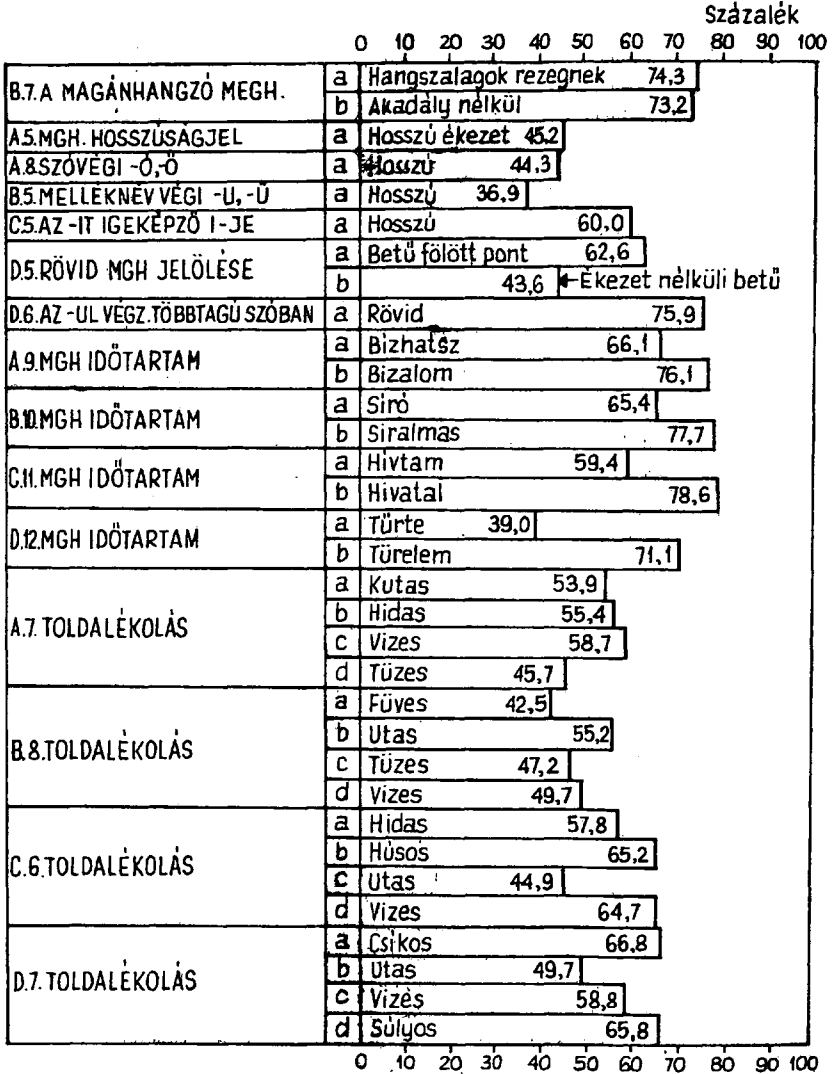 Százalék
0 10 20 30 40 50 60 70 80 90 100
B.7. A MAGÁNHANGZÓ MEGH.
a Hangszalagok rezegnek 74,3
b Akadály nélkül 73,2
A.5. MGH. HOSSZÚSÁGJEL a Hosszú ékezet 45,2
A.8. SZÓVÉGI -Ó,-Ő a Hosszú 44,3
B.5. MELLÉKNÉV VÉGI -U, -Ű a Hosszú 36,9
C.5. AZ -IT IGEKÉPZŐ I-JE a Hosszú 60,0
D.5. RÖVID MGH JELÖLÉSE
a Betű fölött pont 62,6
b 43,6 ←Ékezet nélküli betű
D.6. AZ -UL VÉGZ. TÖBBTAGÚ SZÓBAN a Rövid 75,9
A.9. MGH IDŐTARTAM
a Bizhatsz 66,1
b Bizalom 76,1
B.10. MGH IDŐTARTAM
a Siró 65,4
b Siralmas 77,7
C.11. MGH IDŐTARTAM
a Hivtam 59,4
b Hivatal 78,6
D.12. MGH IDŐTARTAM
a Tűrte 39,0
b Türelem 71,1
A.7. TOLDALÉKOLÁS
a Kutas 53,9
b Hidas 55,4
c Vizes 58,7
d Tüzes 45,7
B.8. TOLDALÉKOLÁS
a Füves 42,5
b Utas 55,2
c Tüzes 47,2
d Vizes 49,7
C.6. TOLDALÉKOLÁS
a Hidas 57,8
b Húsos 65,2
c Utas 44,9
d Vizes 64,7
D.7. TOLDALÉKOLÁS
a Csikos 66,8
b Utas 49,7
c Vizes 58,8
d Súlyos 65,8
0 10 20 30 40 50 60 70 80 90 100